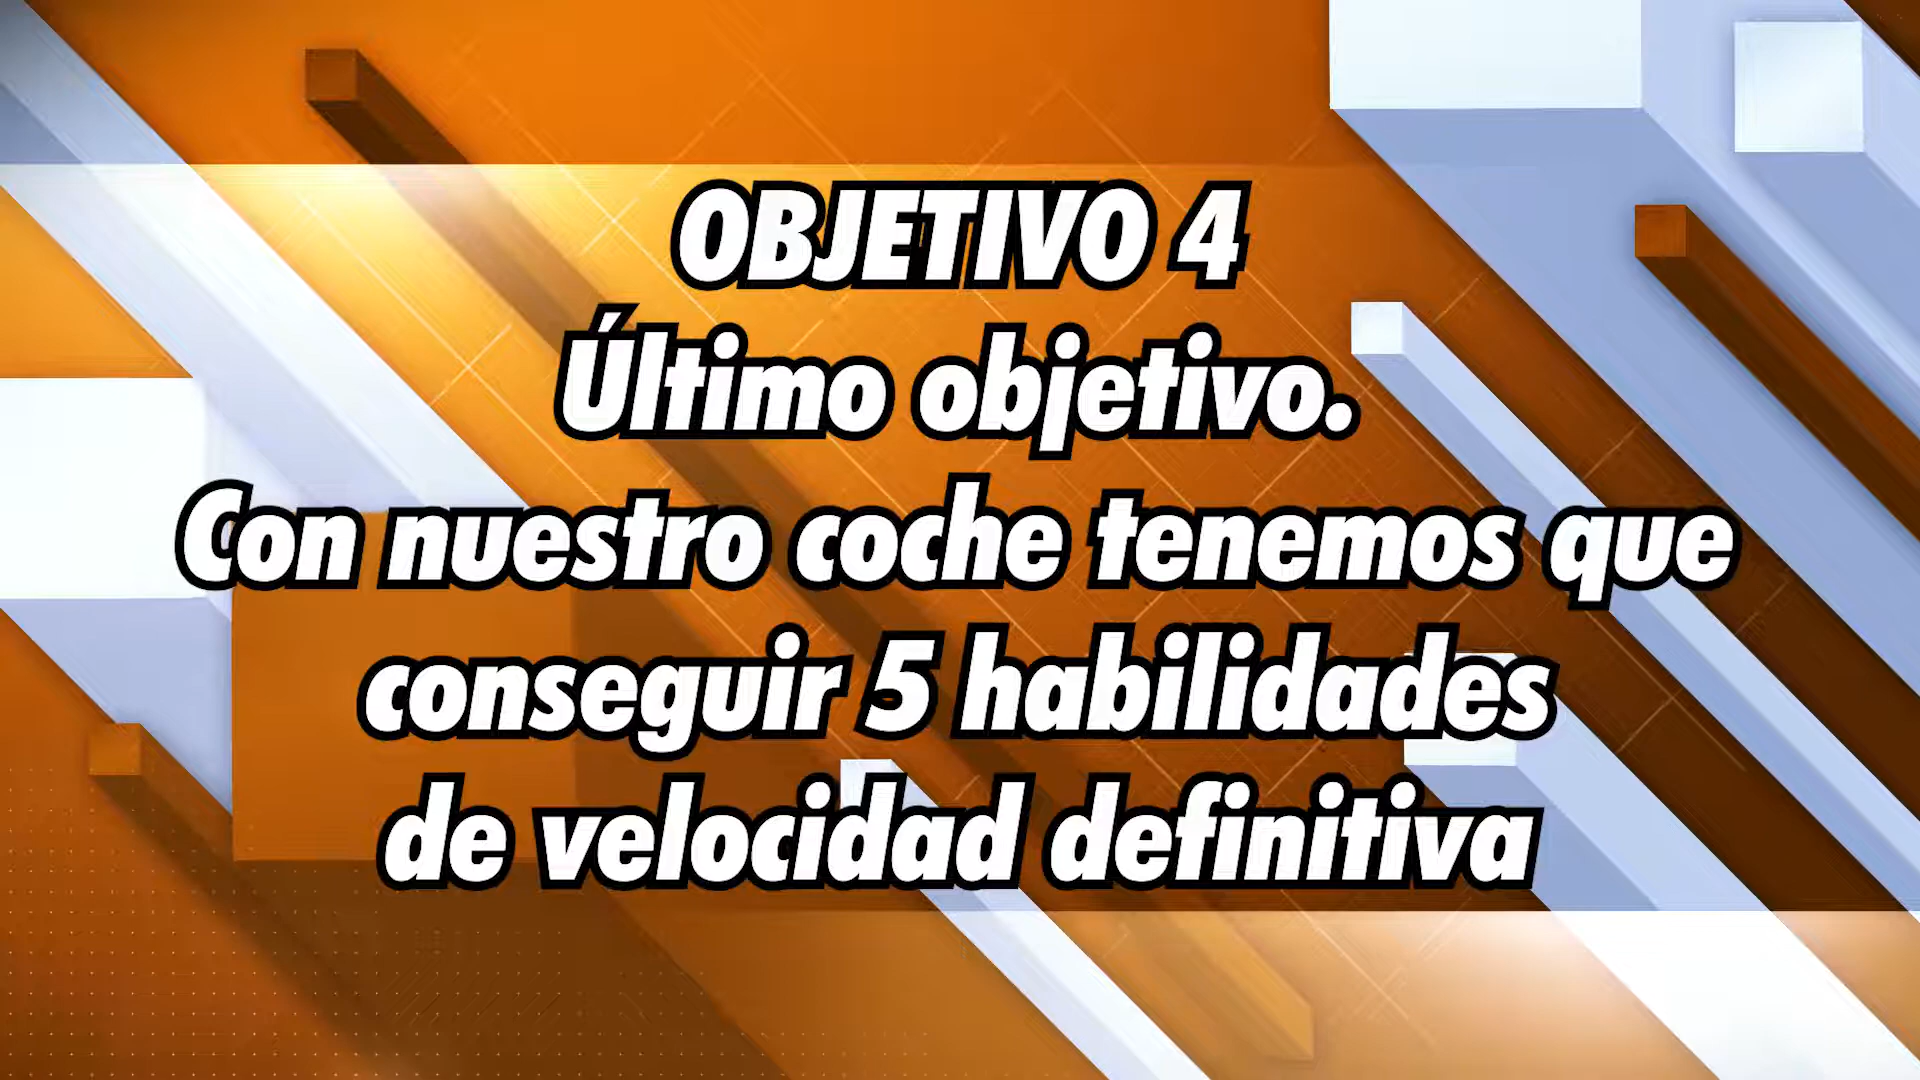 OBJETIVO 4
Último objetivo.
Con nuestro coche tenemos que
conseguir 5 habilidades
de velocidad definitiva